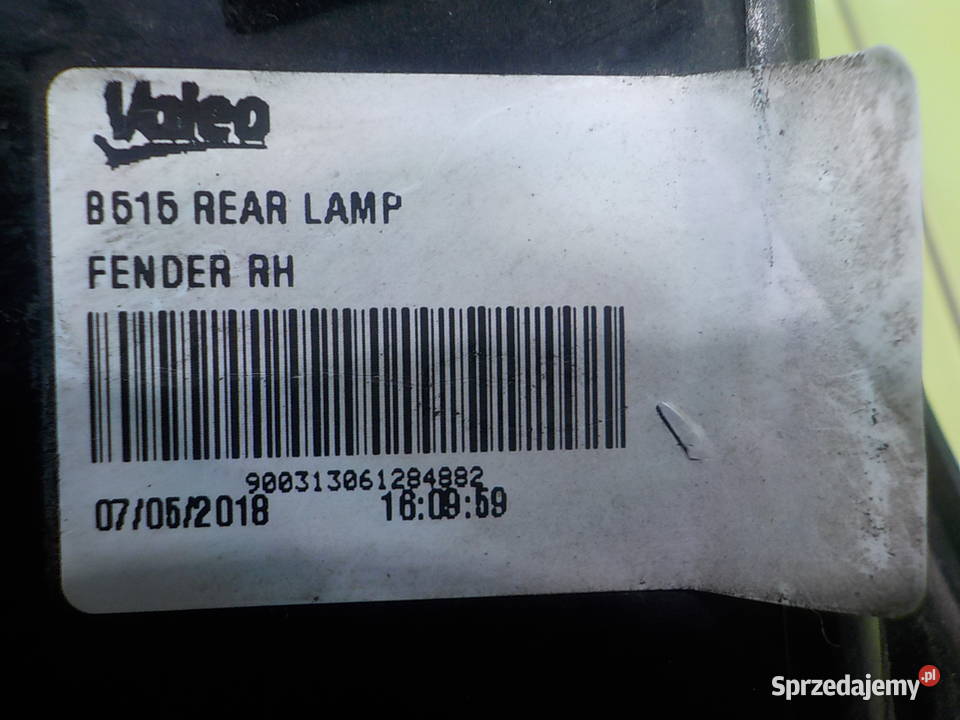 Valeo
B515 REAR LAMP
FENDER RH
900313061284882
07/05/2018 16:09:59
Sprzedajemy.pl